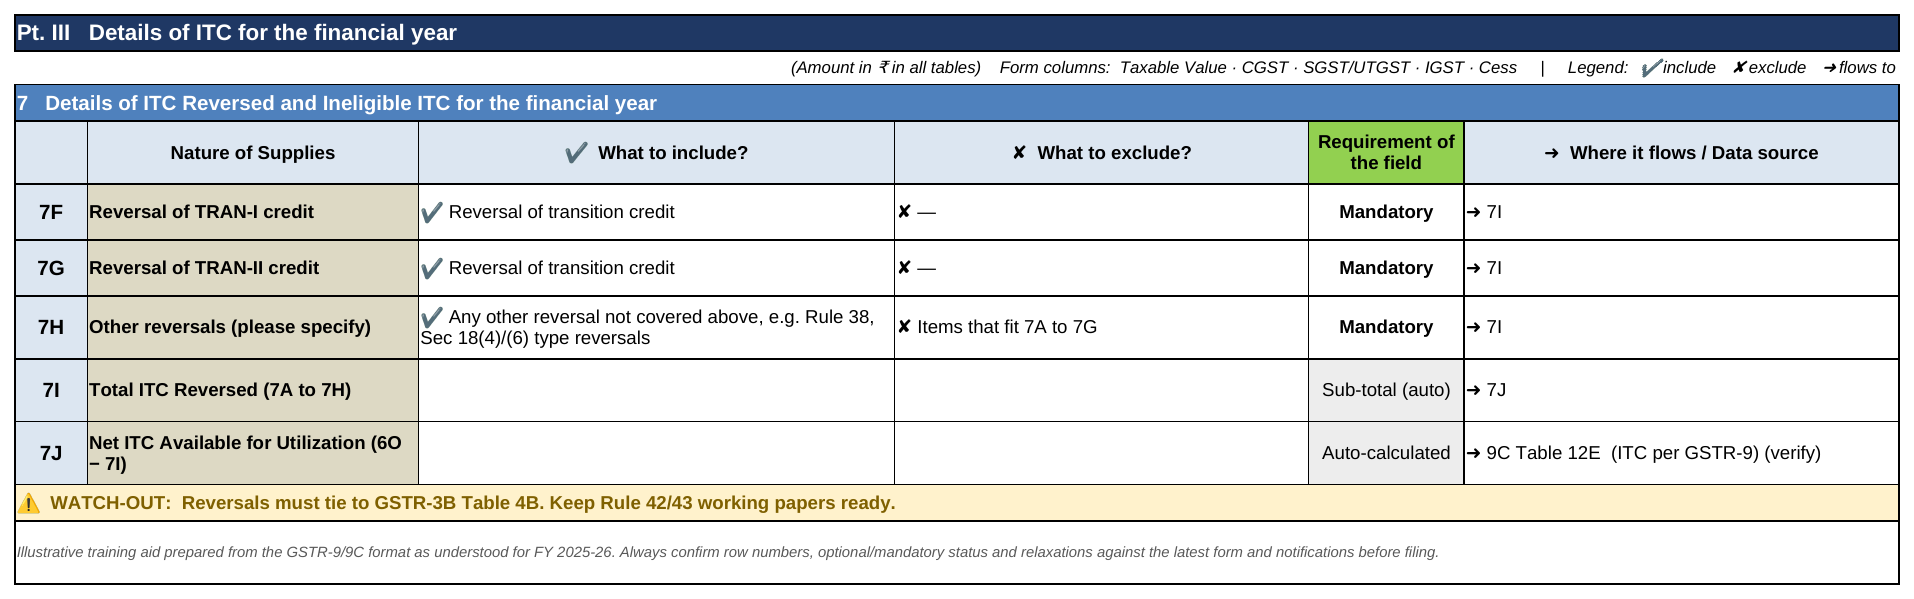 Pt. III   Details of ITC for the financial year
(Amount in ₹ in all tables)   Form columns:  Taxable Value · CGST · SGST/UTGST · IGST · Cess   |   Legend:  ✔ include   ✘ exclude   ➔ flows to
7   Details of ITC Reversed and Ineligible ITC for the financial year
Nature of Supplies
✔ What to include?
✘ What to exclude?
Requirement of
the field
➔ Where it flows / Data source
7F
Reversal of TRAN-I credit
✔ Reversal of transition credit
✘ —
Mandatory
➔ 7I
7G
Reversal of TRAN-II credit
✔ Reversal of transition credit
✘ —
Mandatory
➔ 7I
7H
Other reversals (please specify)
✔ Any other reversal not covered above, e.g. Rule 38,
Sec 18(4)/(6) type reversals
✘ Items that fit 7A to 7G
Mandatory
➔ 7I
7I
Total ITC Reversed (7A to 7H)
Sub-total (auto)
➔ 7J
7J
Net ITC Available for Utilization (6O
− 7I)
Auto-calculated
➔ 9C Table 12E  (ITC per GSTR-9) (verify)
⚠ WATCH-OUT:  Reversals must tie to GSTR-3B Table 4B. Keep Rule 42/43 working papers ready.
Illustrative training aid prepared from the GSTR-9/9C format as understood for FY 2025-26. Always confirm row numbers, optional/mandatory status and relaxations against the latest form and notifications before filing.